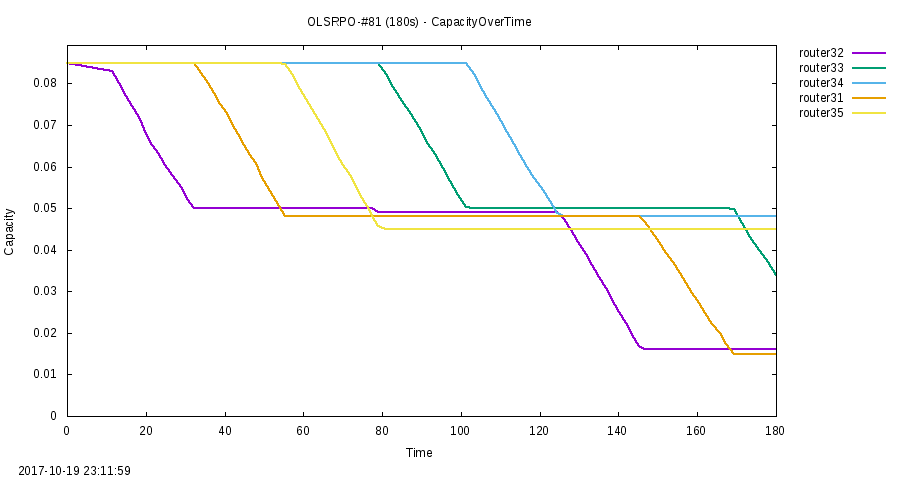 OLSRPO-#81 (180s) - CapacityOverTime
router32
router33
router34
router31
router35
0.08
0.07
0.06
0.05
0.04
0.03
0.02
0.01
0
Capacity
0 20 40 60 80 100 120 140 160 180
Time
2017-10-19 23:11:59